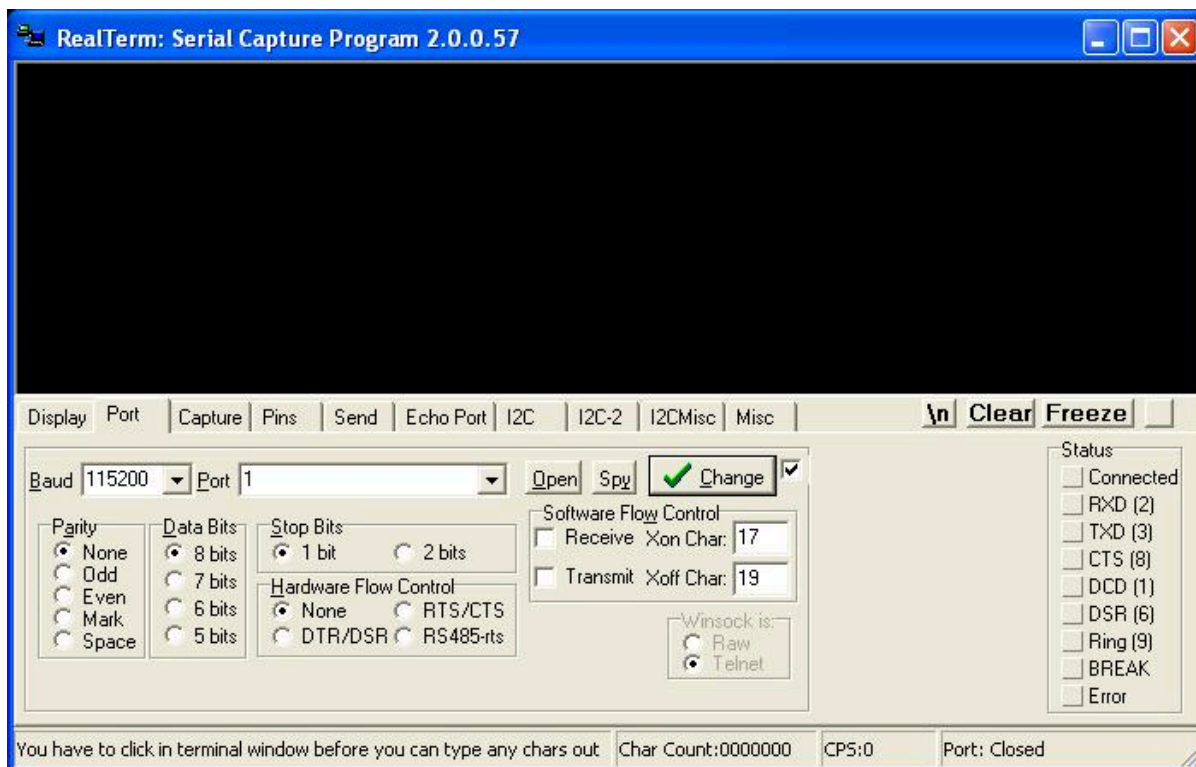 RealTerm: Serial Capture Program 2.0.0.57
Display Port Capture Pins Send Echo Port I2C I2C-2 I2CMisc Misc \n Clear Freeze
Status
Baud 115200 Port 1 Open Spy Change Connected
RXD (2)
Parity Data Bits Stop Bits Software Flow Control
None 8 bits 1 bit 2 bits Receive Xon Char: 17 TXD (3)
Odd 7 bits CTS (8)
Even Hardware Flow Control Transmit Xoff Char: 19 DCD (1)
Mark 6 bits None RTS/CTS DSR (6)
Space 5 bits DTR/DSR RS485-rts Winsock is: Ring (9)
Raw
Telnet BREAK
Error
You have to click in terminal window before you can type any chars out Char Count:0000000 CPS:0 Port: Closed